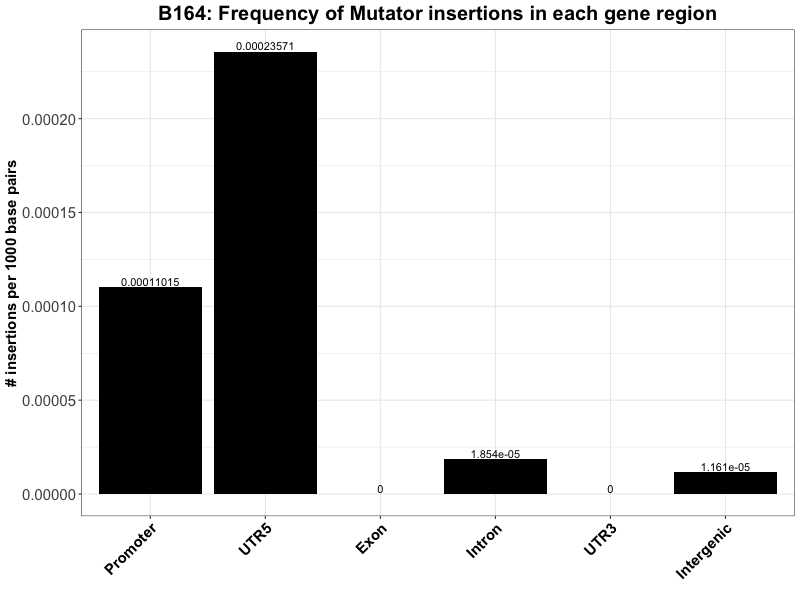 B164: Frequency of Mutator insertions in each gene region
# insertions per 1000 base pairs
0.00020
0.00015
0.00010
0.00005
0.00000
0.00011015
0.00023571
0
1.854e-05
0
1.161e-05
Promoter
UTR5
Exon
Intron
UTR3
Intergenic